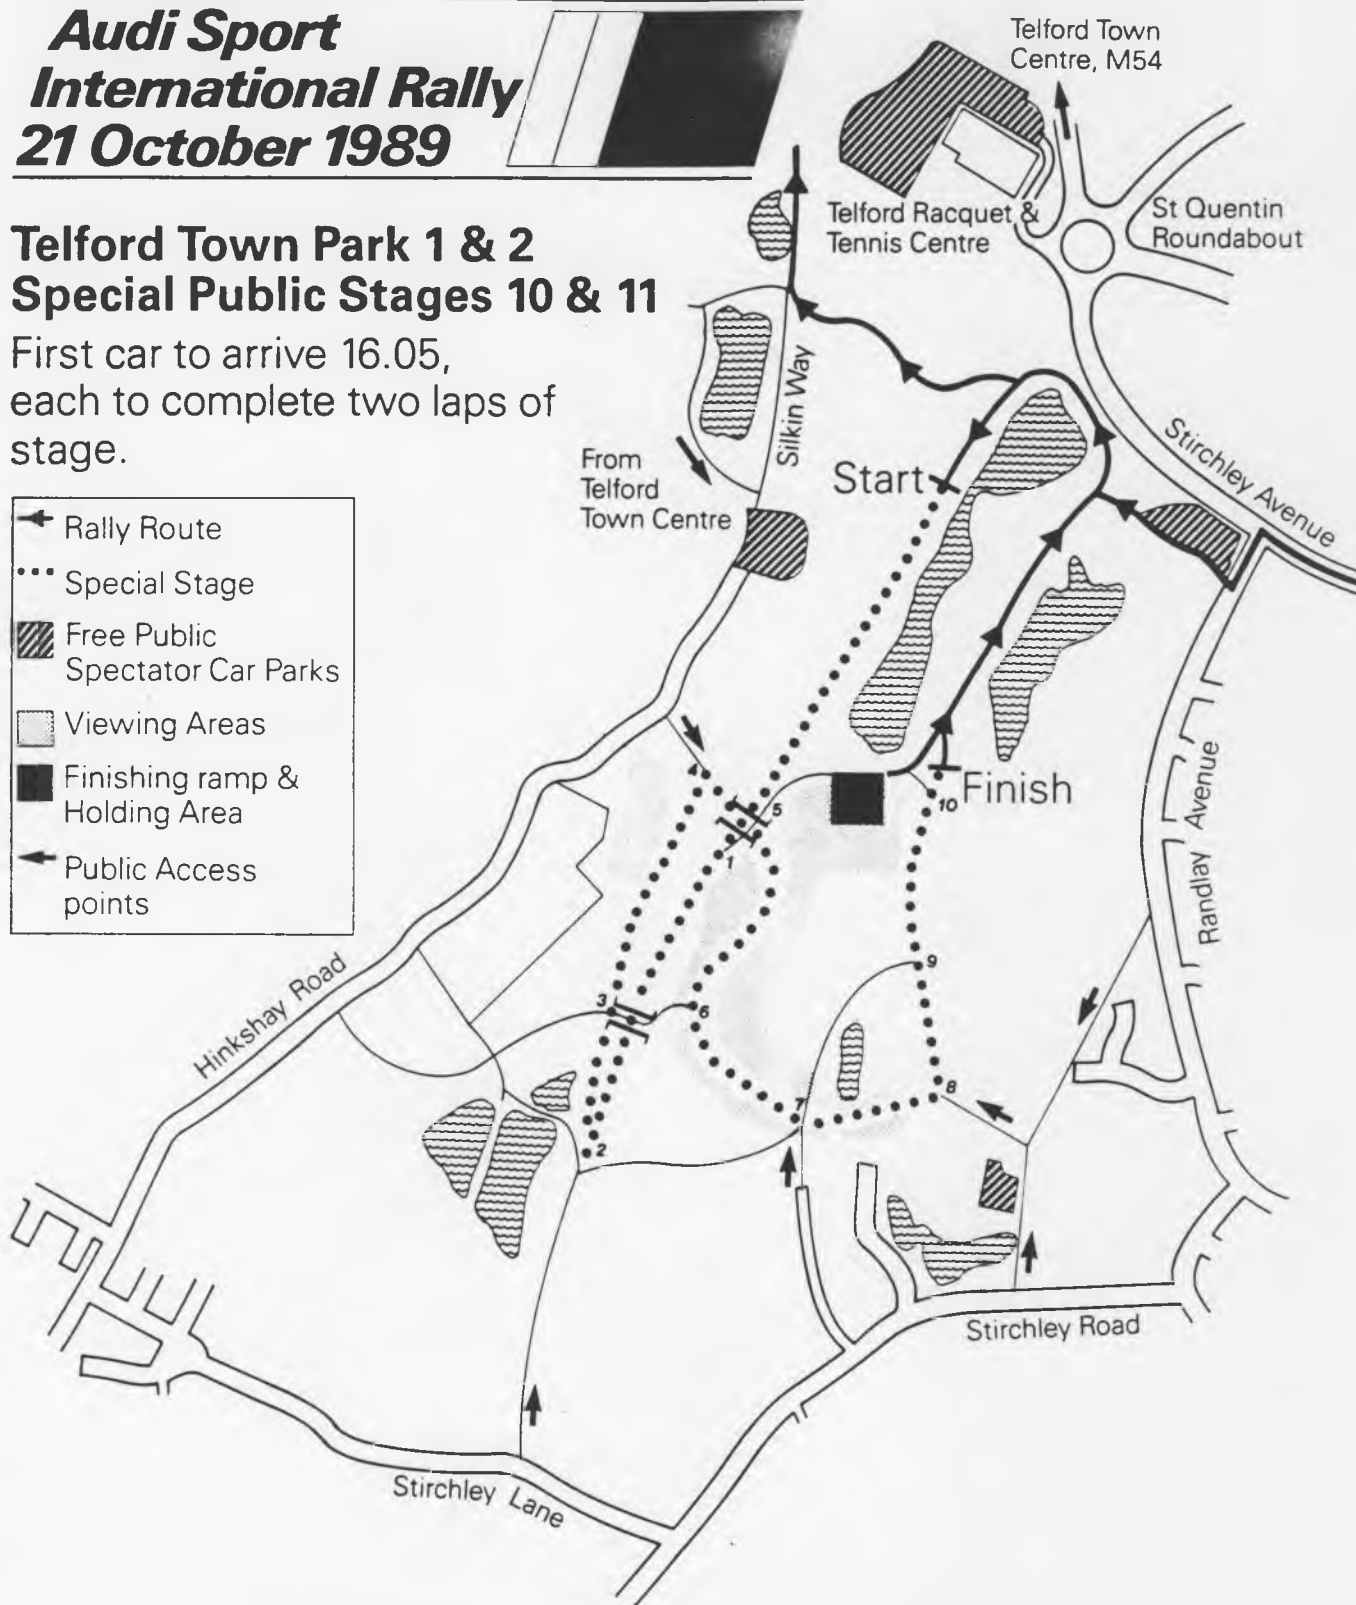 Audi Sport
International Rally
21 October 1989
Telford Town Park 1 & 2
Special Public Stages 10 & 11
First car to arrive 16.05,
each to complete two laps of
stage.
Rally Route
Special Stage
Free Public
Spectator Car Parks
Viewing Areas
Finishing ramp &
Holding Area
Public Access
points
Telford Town
Centre, M54
Telford Racquet &
Tennis Centre
St Quentin
Roundabout
Silkin Way
From
Telford
Town Centre
Start
Stirchley Avenue
Finish
Randlay Avenue
Hinkshay Road
Stirchley Road
Stirchley Lane
1
2
3
4
5
6
7
8
9
10